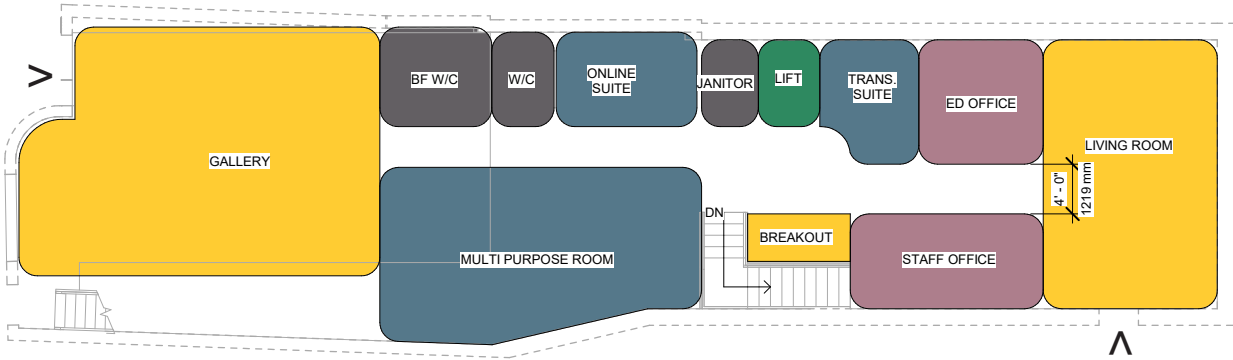 BF W/C
W/C
ONLINE
SUITE
JANITOR
LIFT
TRANS.
SUITE
ED OFFICE
GALLERY
LIVING ROOM
4' - 0"
1219 mm
DN
BREAKOUT
MULTI PURPOSE ROOM
STAFF OFFICE